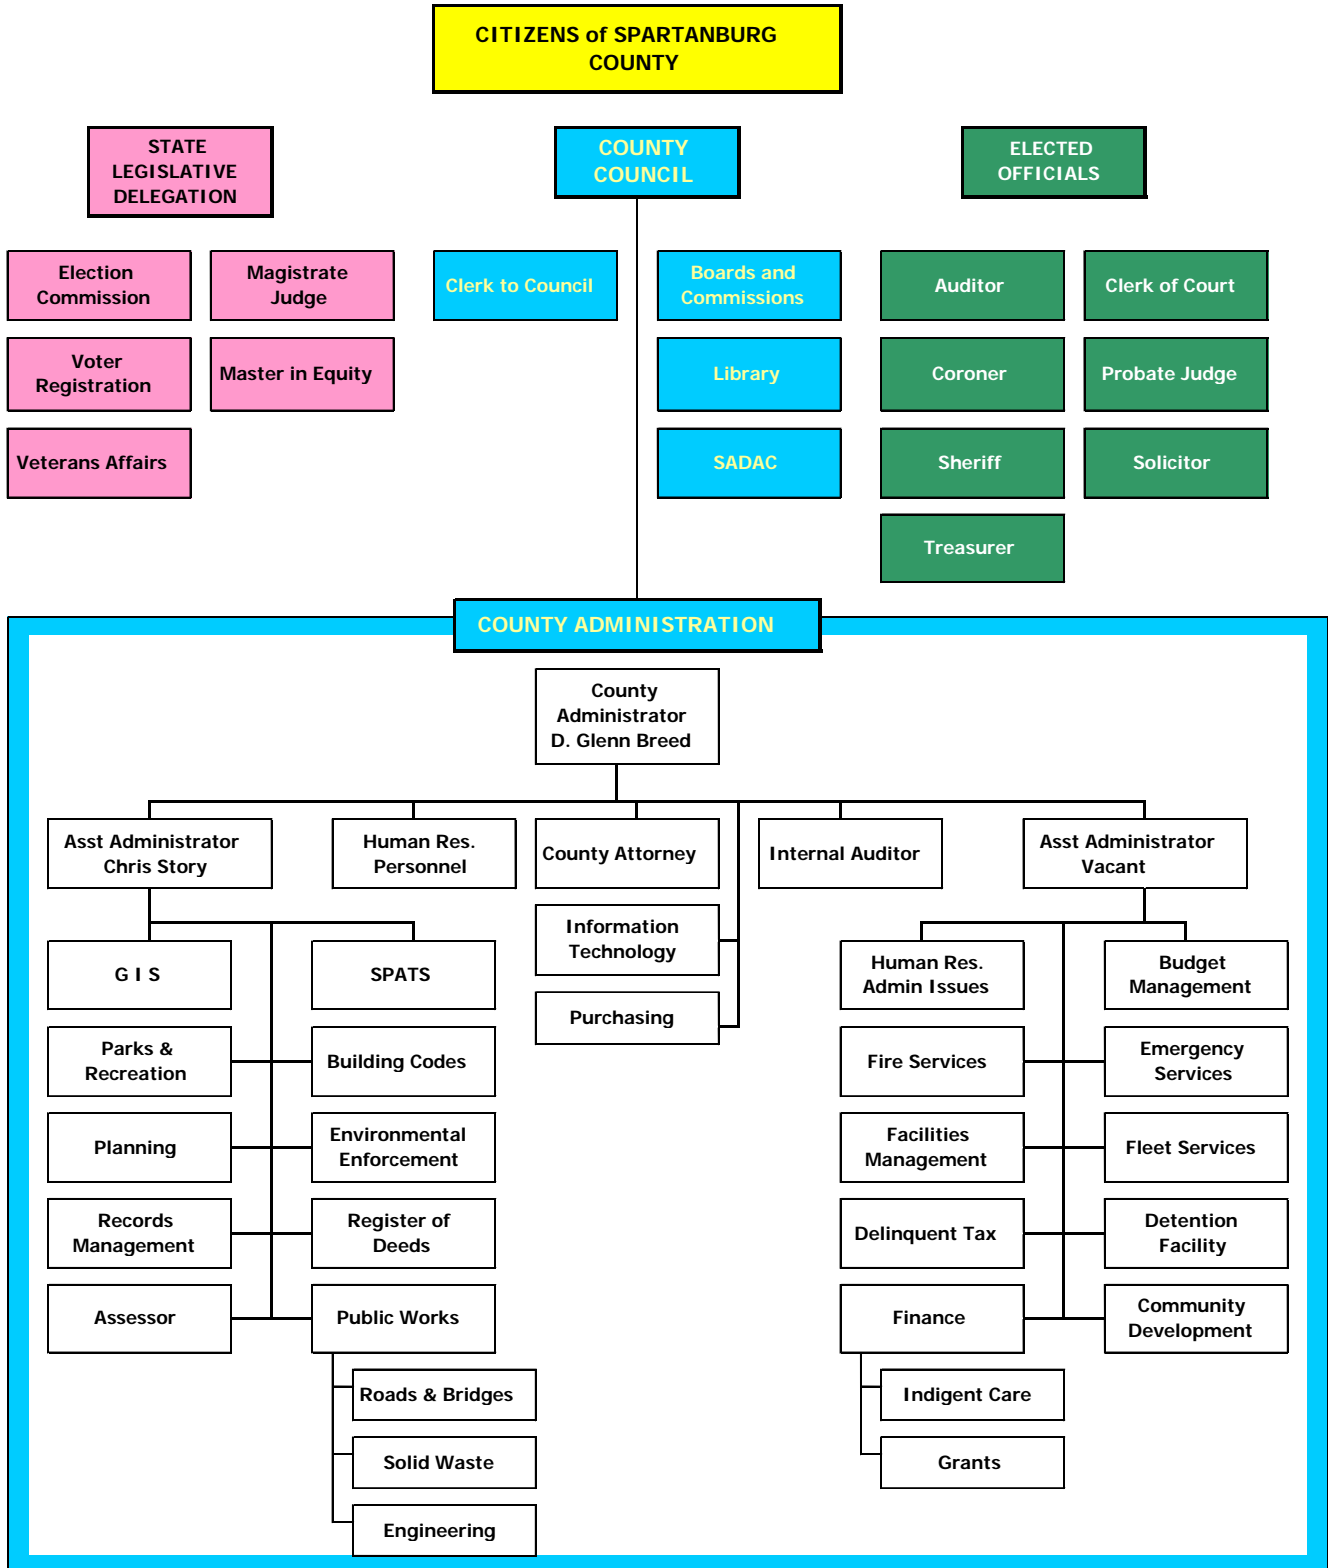 CITIZENS of SPARTANBURG
COUNTY
STATE
LEGISLATIVE
DELEGATION
COUNTY
COUNCIL
ELECTED
OFFICIALS
Election
Commission
Magistrate
Judge
Clerk to Council
Boards and
Commissions
Auditor
Clerk of Court
Voter
Registration
Master in Equity
Library
Coroner
Probate Judge
Veterans Affairs
SADAC
Sheriff
Solicitor
Treasurer
COUNTY ADMINISTRATION
County
Administrator
D. Glenn Breed
Asst Administrator
Chris Story
Human Res.
Personnel
County Attorney
Internal Auditor
Asst Administrator
Vacant
Information
Technology
Purchasing
G I S
SPATS
Human Res.
Admin Issues
Budget
Management
Parks &
Recreation
Building Codes
Fire Services
Emergency
Services
Planning
Environmental
Enforcement
Facilities
Management
Fleet Services
Records
Management
Register of
Deeds
Delinquent Tax
Detention
Facility
Assessor
Public Works
Finance
Community
Development
Roads & Bridges
Indigent Care
Solid Waste
Grants
Engineering